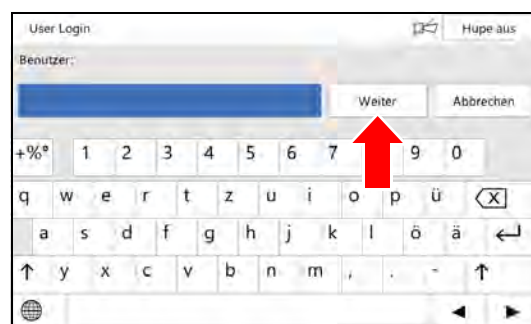 User Login Hupe aus
Benutzer:
Weiter Abbrechen
+%° 1 2 3 4 5 6 7 9 0
q w e r t z u i o p ü X
a s d f g h j k l ö ä
y x c v b n m , . -